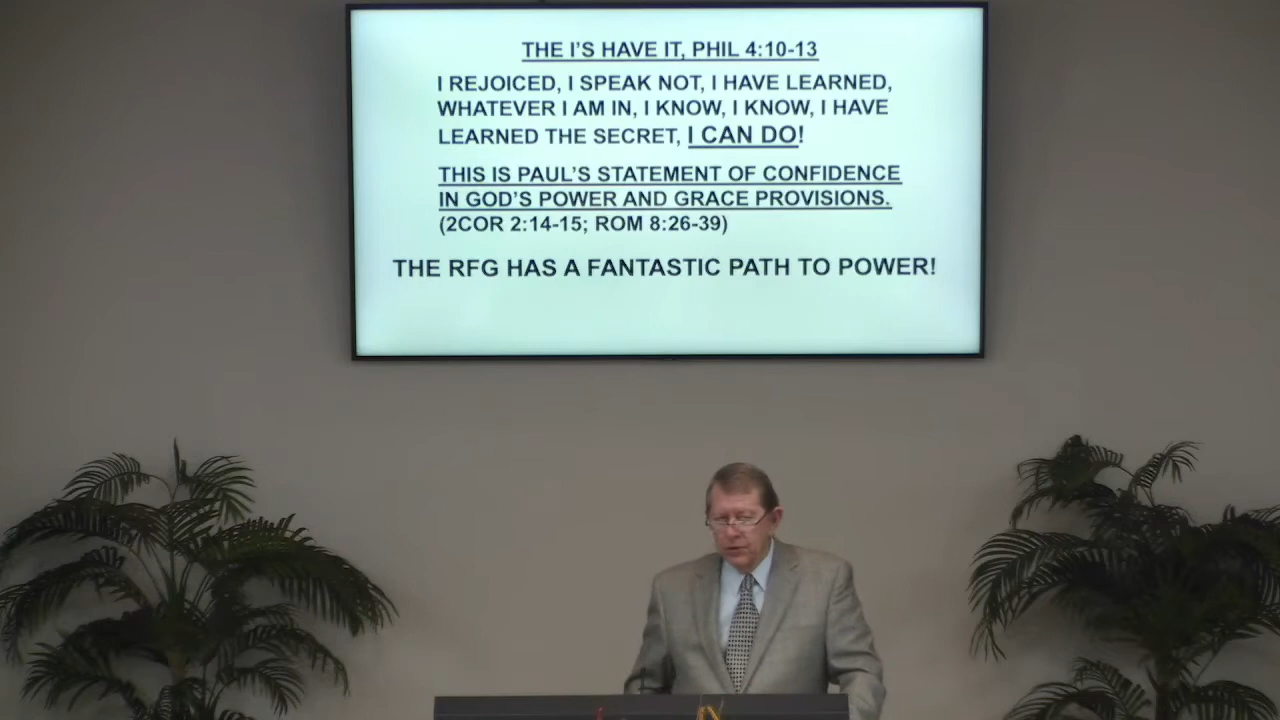 THE I'S HAVE IT, PHIL 4:10-13
I REJOICED, I SPEAK NOT, I HAVE LEARNED,
WHATEVER I AM IN, I KNOW, I KNOW, I HAVE
LEARNED THE SECRET, I CAN DO!
THIS IS PAUL'S STATEMENT OF CONFIDENCE
IN GOD'S POWER AND GRACE PROVISIONS.
(2COR 2:14-15; ROM 8:26-39)
THE RFG HAS A FANTASTIC PATH TO POWER!